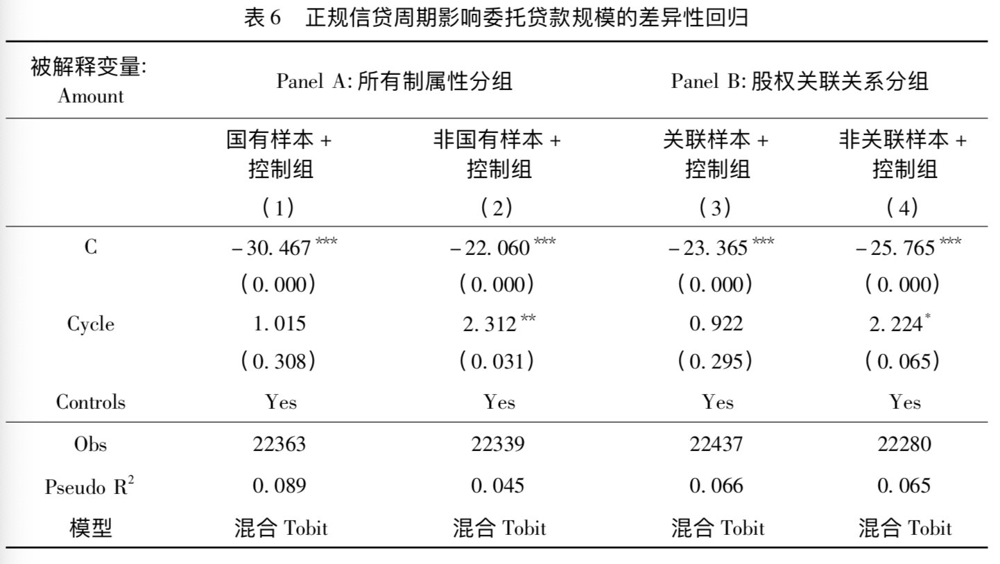 表 6 正规信贷周期影响委托贷款规模的差异性回归
被解释变量: Amount Panel A: 所有制属性分组 Panel B: 股权关联关系分组
国有样本 + 控制组 非国有样本 + 控制组 关联样本 + 控制组 非关联样本 + 控制组
(1) (2) (3) (4)
C -30.467*** -22.060*** -23.365*** -25.765***
(0.000) (0.000) (0.000) (0.000)
Cycle 1.015 2.312** 0.922 2.224*
(0.308) (0.031) (0.295) (0.065)
Controls Yes Yes Yes Yes
Obs 22363 22339 22437 22280
Pseudo R² 0.089 0.045 0.066 0.065
模型 混合 Tobit 混合 Tobit 混合 Tobit 混合 Tobit